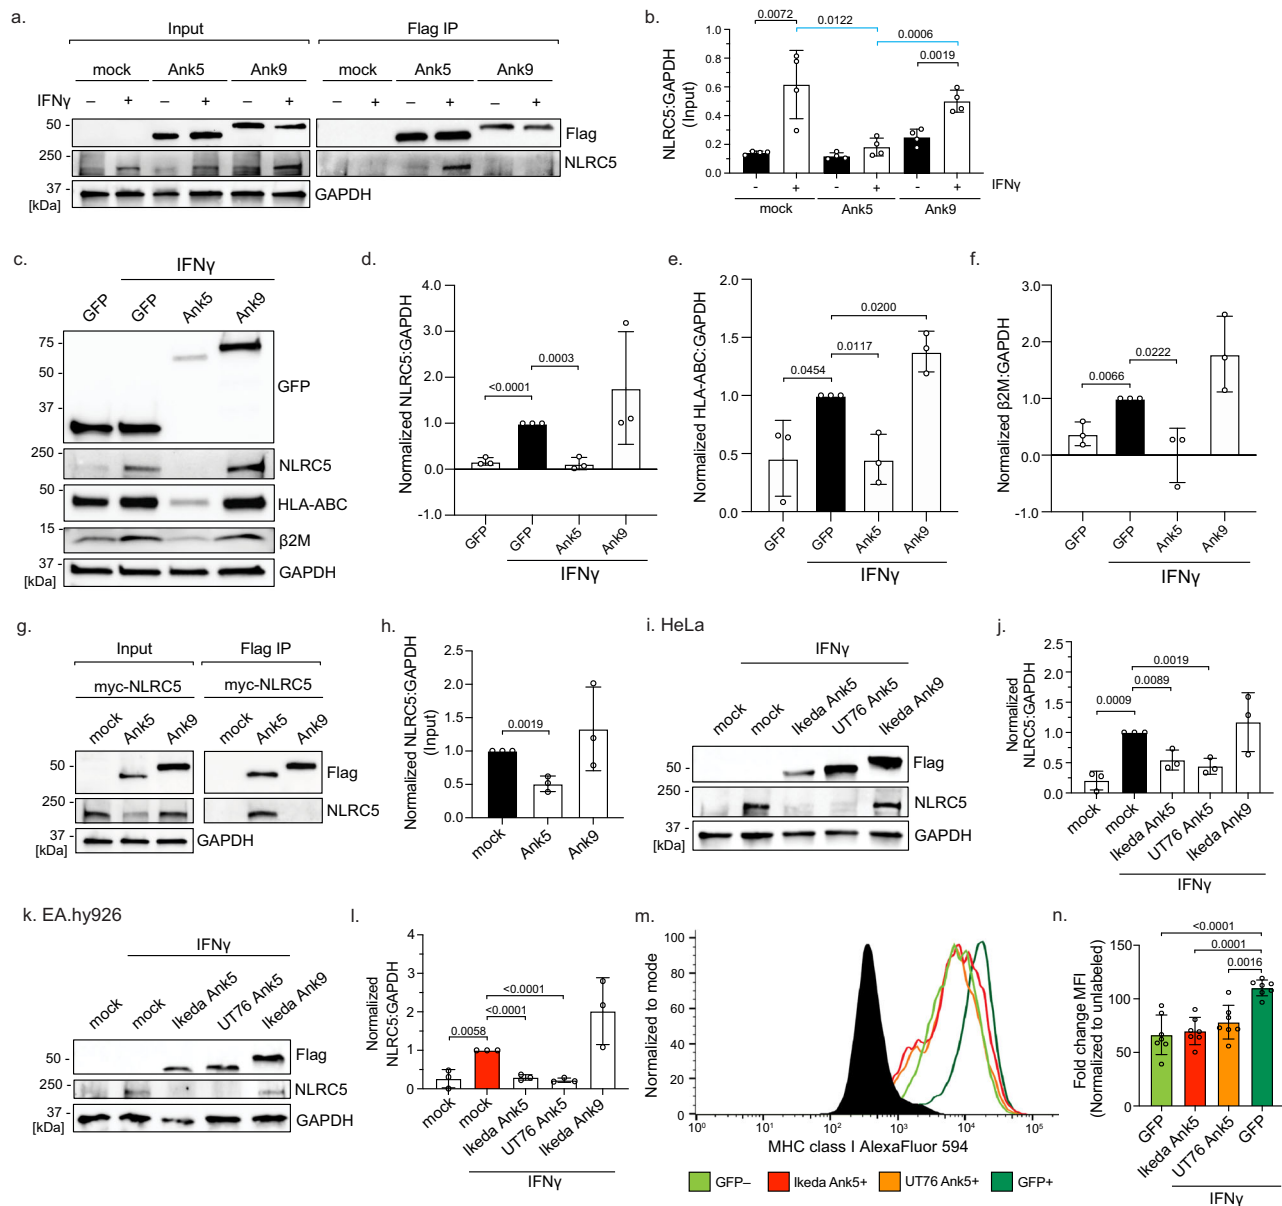 a.
Input
Flag IP
mock Ank5 Ank9 mock Ank5 Ank9
IFNγ – + – + – + – + – + – +
50 - Flag
250 - NLRC5
37 - GAPDH
[kDa]
b.
NLRC5:GAPDH
(Input)
1.0
0.8
0.6
0.4
0.2
0.0
0.0072
0.0122
0.0006
0.0019
- + - + - + IFNγ
mock Ank5 Ank9
c.
IFNγ
GFP GFP Ank5 Ank9
75 -
50 -
37 -
GFP
250 - NLRC5
50 - HLA-ABC
15 - β2M
37 - GAPDH
[kDa]
d.
Normalized NLRC5:GAPDH
4.0
3.0
2.0
1.0
0.0
-1.0
<0.0001
0.0003
GFP GFP Ank5 Ank9
IFNγ
e.
Normalized HLA-ABC:GAPDH
2.0
1.5
1.0
0.5
0.0
0.0454
0.0117
0.0200
GFP GFP Ank5 Ank9
IFNγ
f.
Normalized β2M:GAPDH
3.0
2.0
1.0
0.0
-1.0
0.0066
0.0222
GFP GFP Ank5 Ank9
IFNγ
g.
Input Flag IP
myc-NLRC5 myc-NLRC5
mock Ank5 Ank9 mock Ank5 Ank9
50 - Flag
250 - NLRC5
37 - GAPDH
[kDa]
h.
Normalized NLRC5:GAPDH
(Input)
2.5
2.0
1.5
1.0
0.5
0.0
0.0019
mock Ank5 Ank9
i. HeLa
IFNγ
mock mock Ikeda Ank5 UT76 Ank5 Ikeda Ank9
50 - Flag
250 - NLRC5
37 - GAPDH
[kDa]
j.
Normalized
NLRC5:GAPDH
2.5
2.0
1.5
1.0
0.5
0.0
0.0009
0.0089
0.0019
mock mock Ikeda Ank5 UT76 Ank5 Ikeda Ank9
IFNγ
k. EA.hy926
IFNγ
mock mock Ikeda Ank5 UT76 Ank5 Ikeda Ank9
50 - Flag
250 - NLRC5
37 - GAPDH
[kDa]
l.
Normalized
NLRC5:GAPDH
4
3
2
1
0
0.0058
<0.0001
<0.0001
mock mock Ikeda Ank5 UT76 Ank5 Ikeda Ank9
IFNγ
m.
Normalized to mode
100
80
60
40
20
0
10⁰ 10¹ 10² 10³ 10⁴ 10⁵
MHC class I AlexaFluor 594
GFP– Ikeda Ank5+ UT76 Ank5+ GFP+
n.
Fold change MFI
(Normalized to unlabeled)
150
100
50
0
<0.0001
0.0001
0.0016
GFP Ikeda Ank5 UT76 Ank5 GFP
IFNγ